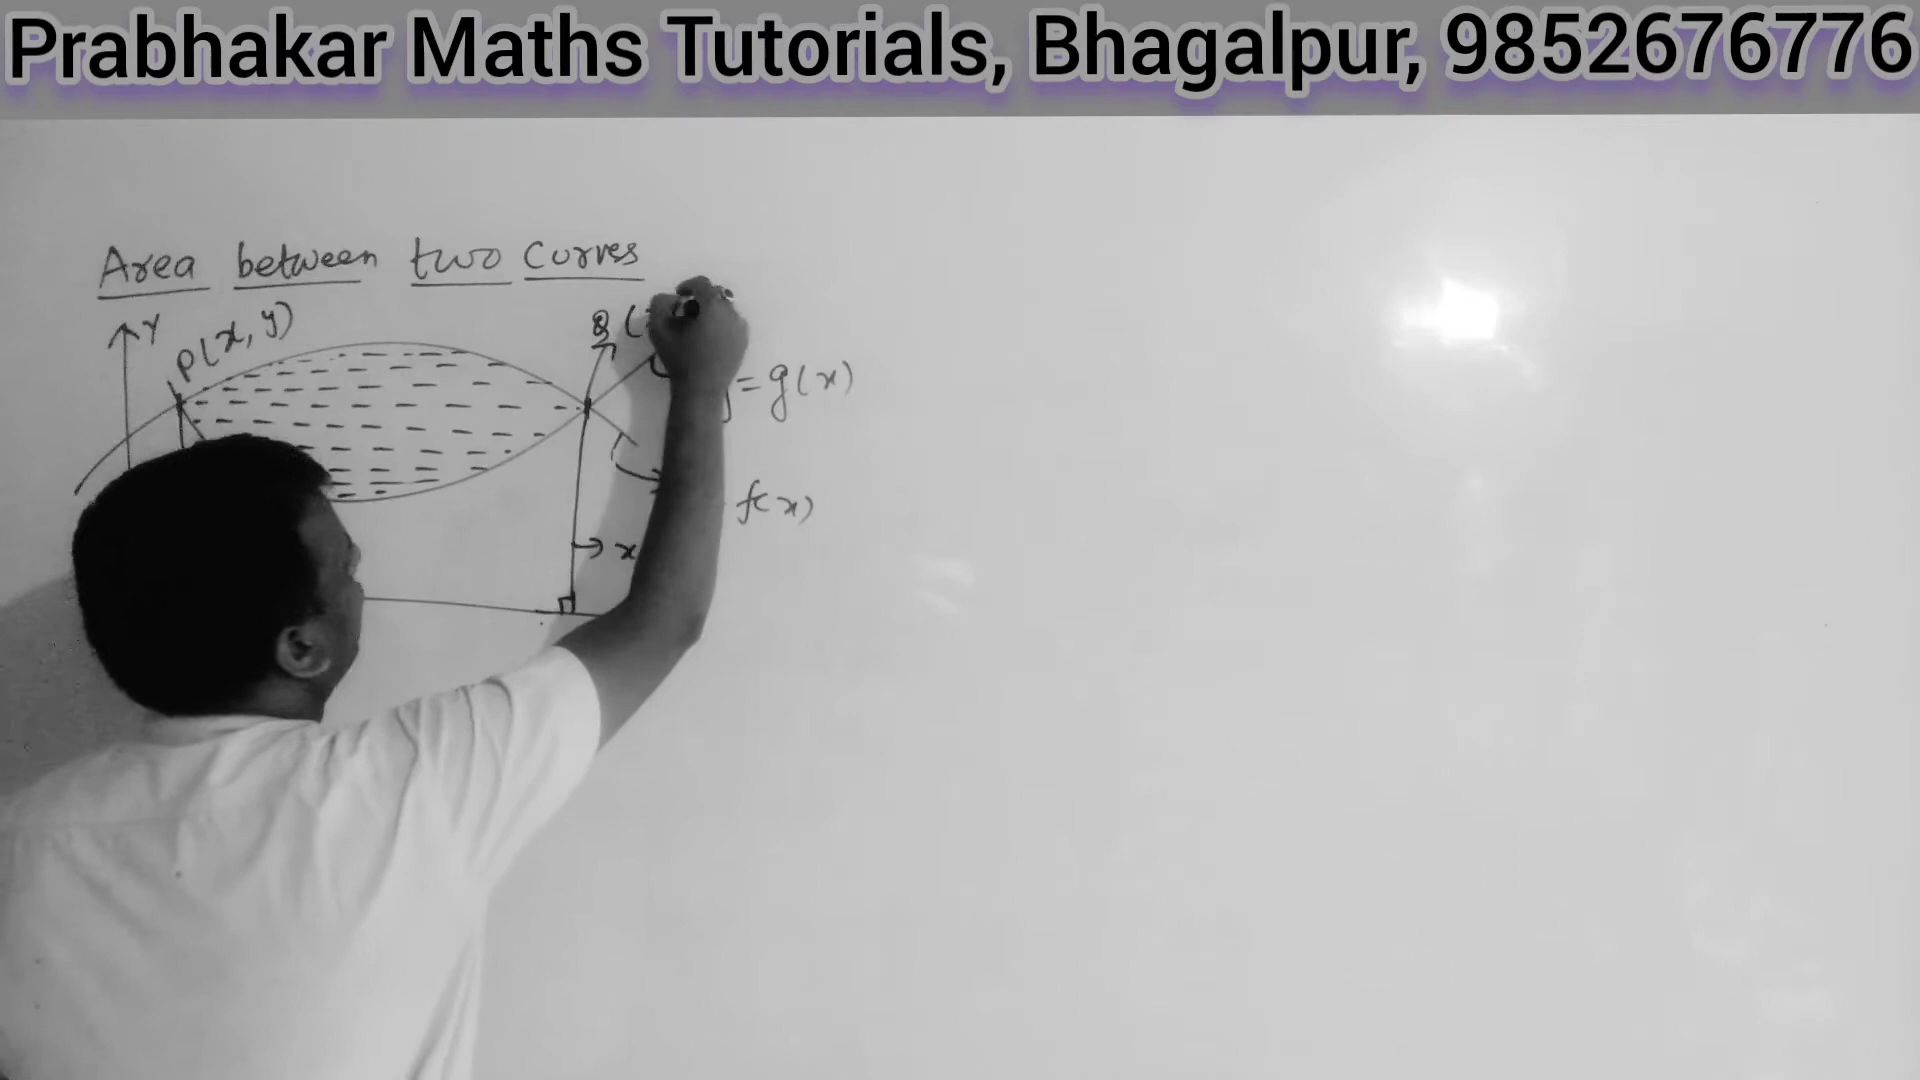 Prabhakar Maths Tutorials, Bhagalpur, 9852676776
Area between two curves
Y
P(x, y)
Q (
= g(x)
f(x)
x